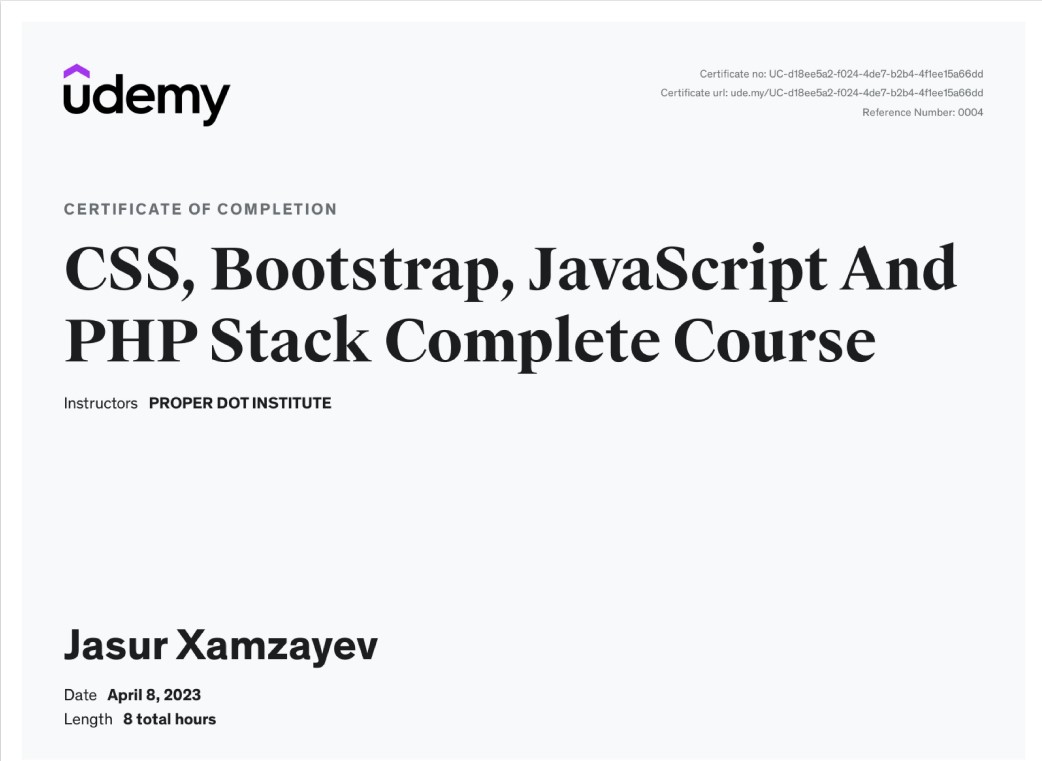 udemy
Certificate no: UC-d18ee5a2-f024-4de7-b2b4-4f1ee15a66dd
Certificate url: ude.my/UC-d18ee5a2-f024-4de7-b2b4-4f1ee15a66dd
Reference Number: 0004
CERTIFICATE OF COMPLETION
CSS, Bootstrap, JavaScript And
PHP Stack Complete Course
Instructors PROPER DOT INSTITUTE
Jasur Xamzayev
Date April 8, 2023
Length 8 total hours